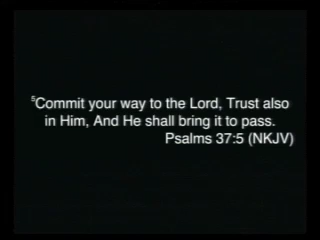 ⁵Commit your way to the Lord, Trust also
in Him, And He shall bring it to pass.
Psalms 37:5 (NKJV)